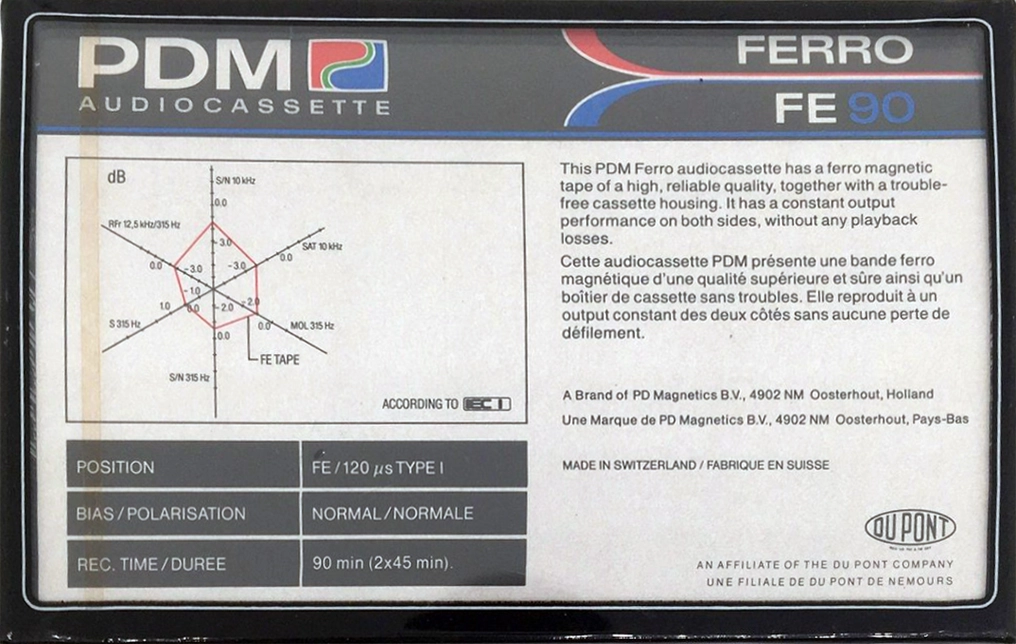 PDM
AUDIOCASSETTE
FERRO
FE 90
dB
S/N 10 kHz
0.0
RFr 12,5 kHz/315 Hz
-3.0
SAT 10 kHz
0.0
-3.0
-3.0
0.0
-1.0
-2.0
-2.0
1.0
0.0
S 315 Hz
0.0
0.0
MOL 315 Hz
FE TAPE
S/N 315 Hz
ACCORDING TO IEC I
POSITION FE/120 µs TYPE I
BIAS/POLARISATION NORMAL/NORMALE
REC. TIME/DUREE 90 min (2x45 min).
This PDM Ferro audiocassette has a ferro magnetic
tape of a high, reliable quality, together with a trouble-
free cassette housing. It has a constant output
performance on both sides, without any playback
losses.
Cette audiocassette PDM présente une bande ferro
magnétique d'une qualité supérieure et sûre ainsi qu'un
boîtier de cassette sans troubles. Elle reproduit à un
output constant des deux côtés sans aucune perte de
défilement.
A Brand of PD Magnetics B.V., 4902 NM Oosterhout, Holland
Une Marque de PD Magnetics B.V., 4902 NM Oosterhout, Pays-Bas
MADE IN SWITZERLAND / FABRIQUE EN SUISSE
DU PONT
AN AFFILIATE OF THE DU PONT COMPANY
UNE FILIALE DE DU PONT DE NEMOURS